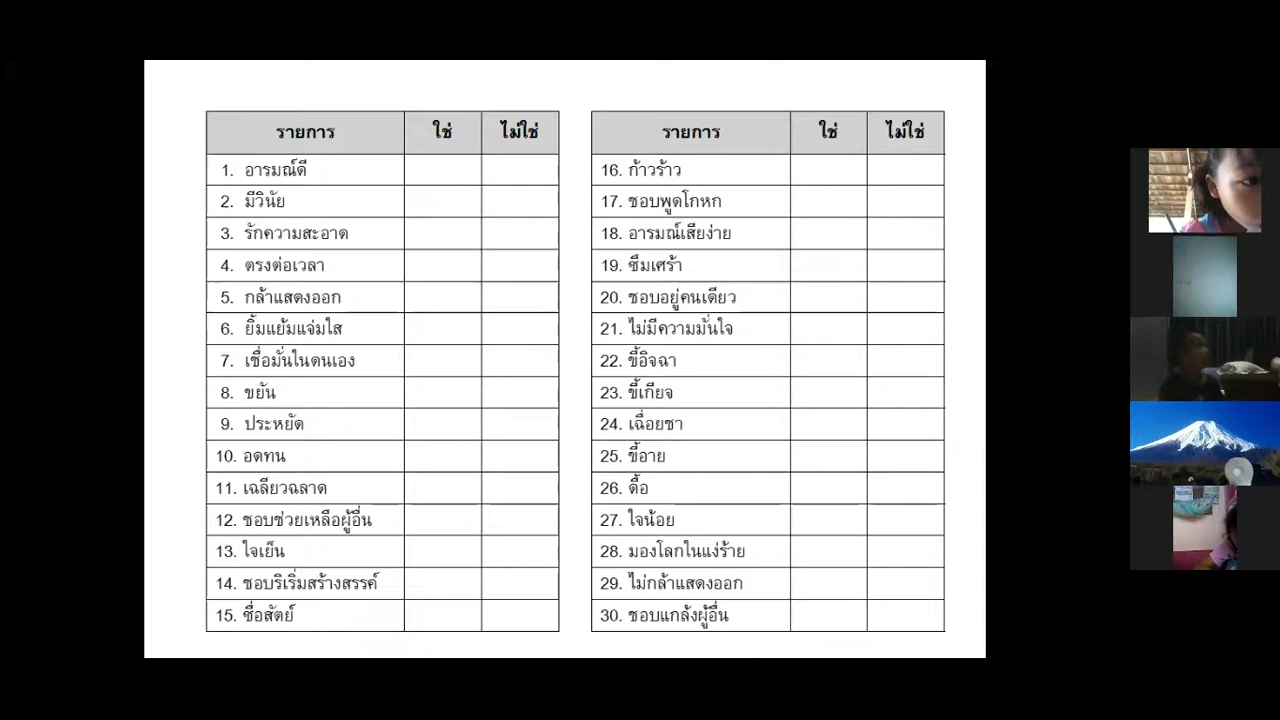 รายการ ใช่ ไม่ใช่
1. อารมณ์ดี
2. มีวินัย
3. รักความสะอาด
4. ตรงต่อเวลา
5. กล้าแสดงออก
6. ยิ้มแย้มแจ่มใส
7. เชื่อมั่นในตนเอง
8. ขยัน
9. ประหยัด
10. อดทน
11. เฉลียวฉลาด
12. ชอบช่วยเหลือผู้อื่น
13. ใจเย็น
14. ชอบริเริ่มสร้างสรรค์
15. ซื่อสัตย์
รายการ ใช่ ไม่ใช่
16. ก้าวร้าว
17. ชอบพูดโกหก
18. อารมณ์เสียง่าย
19. ซึมเศร้า
20. ชอบอยู่คนเดียว
21. ไม่มีความมั่นใจ
22. ขี้อิจฉา
23. ขี้เกียจ
24. เฉื่อยชา
25. ขี้อาย
26. ดื้อ
27. ใจน้อย
28. มองโลกในแง่ร้าย
29. ไม่กล้าแสดงออก
30. ชอบแกล้งผู้อื่น